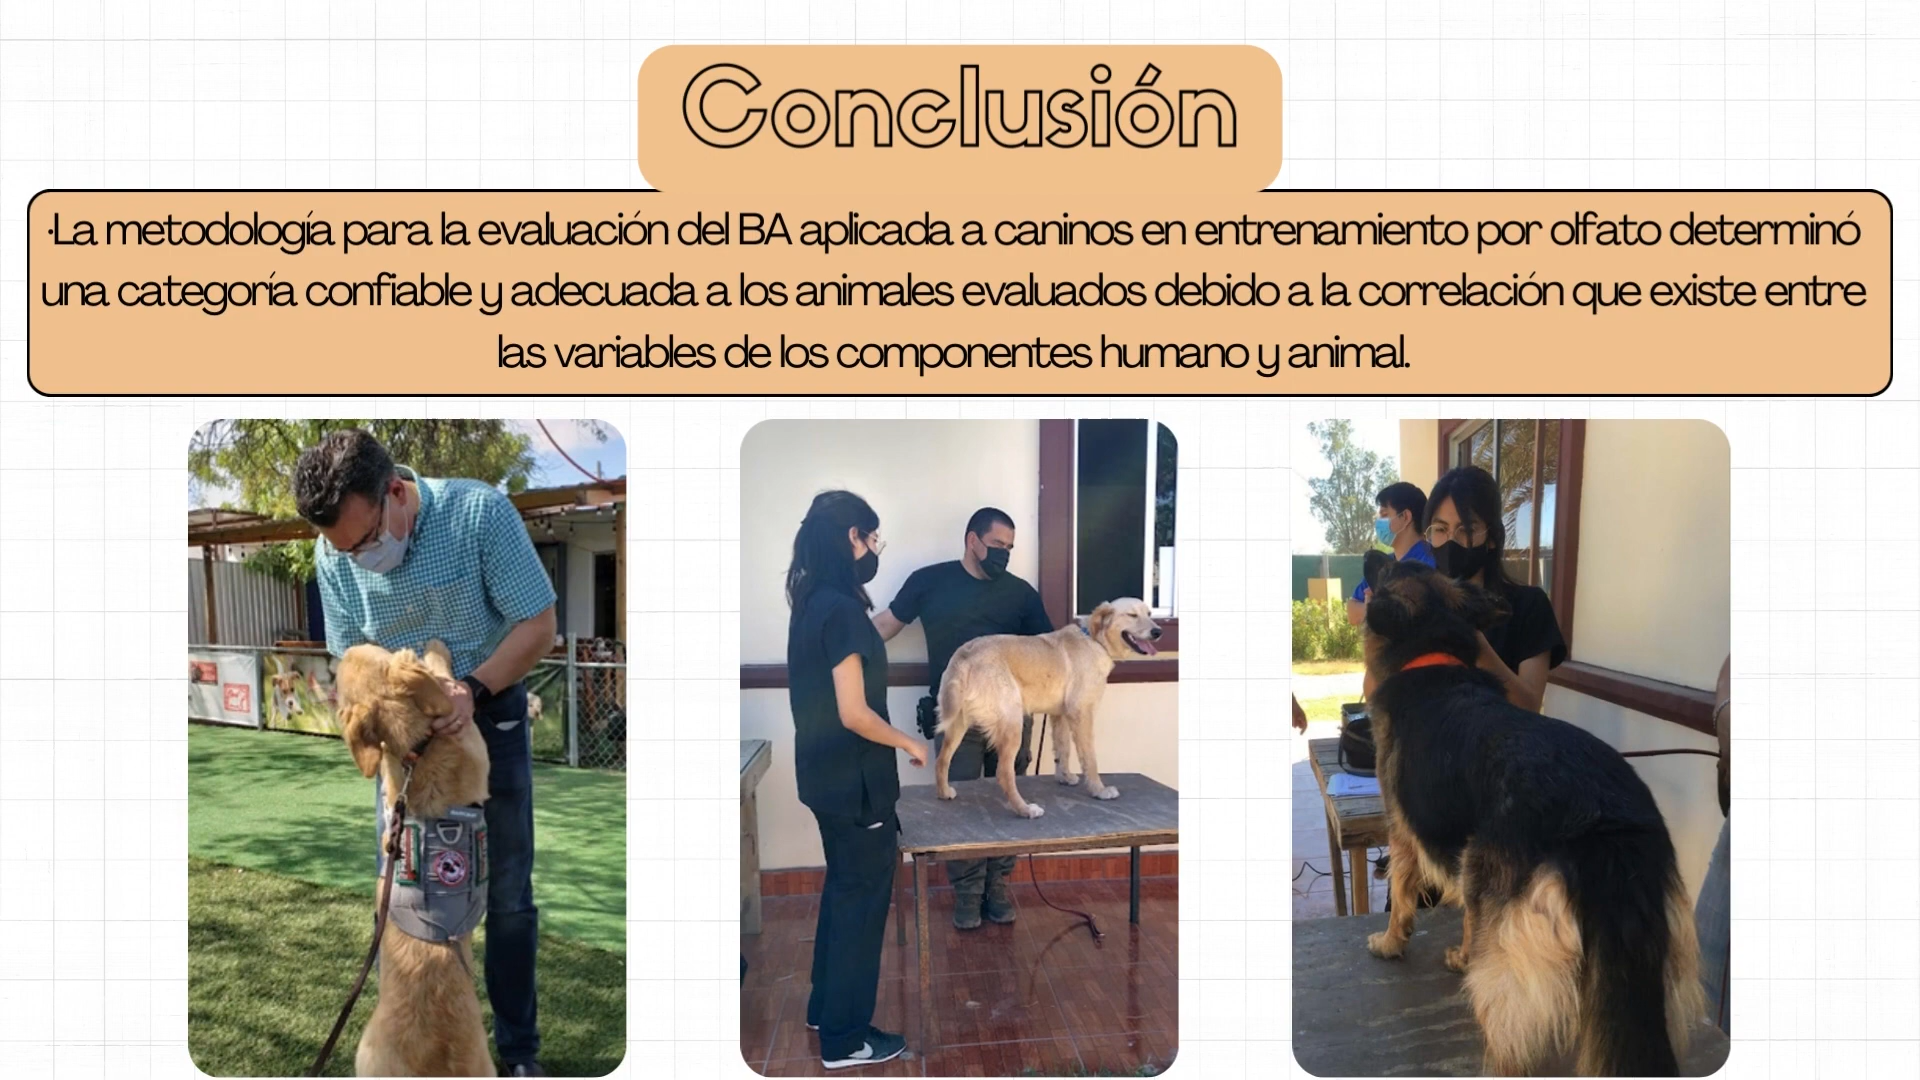 Conclusión
·La metodología para la evaluación del BA aplicada a caninos en entrenamiento por olfato determinó
una categoría confiable y adecuada a los animales evaluados debido a la correlación que existe entre
las variables de los componentes humano y animal.